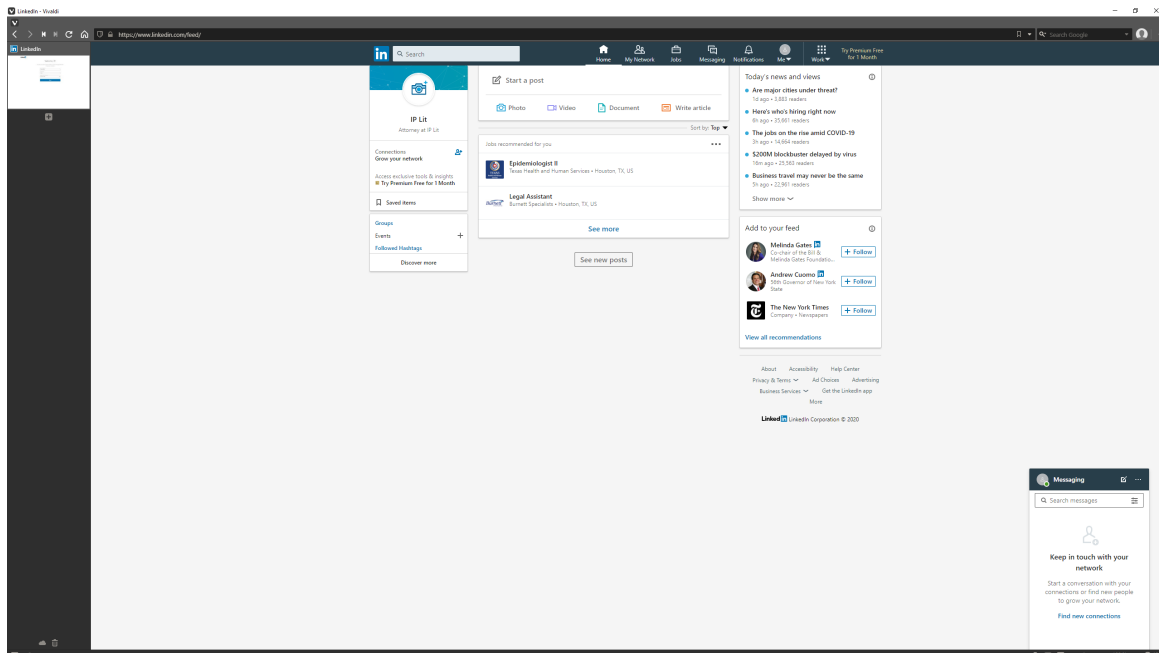 LinkedIn - Vivaldi
https://www.linkedin.com/feed/
Search Google
LinkedIn
in
Search
Home
My Network
Jobs
Messaging
Notifications
Me
Work
Try Premium Free
for 1 Month
IP Lit
Attorney at IP Lit
Connections
Grow your network
Access exclusive tools & insights
Try Premium Free for 1 Month
Saved items
Groups
Events
Followed Hashtags
Discover more
Start a post
Photo
Video
Document
Write article
Sort by: Top
Jobs recommended for you
Epidemiologist II
Texas Health and Human Services • Houston, TX, US
Legal Assistant
Burnett Specialists • Houston, TX, US
See more
See new posts
Today's news and views
Are major cities under threat?
1d ago • 3,883 readers
Here's who's hiring right now
6h ago • 35,661 readers
The jobs on the rise amid COVID-19
3h ago • 14,664 readers
$200M blockbuster delayed by virus
16m ago • 25,563 readers
Business travel may never be the same
5h ago • 22,961 readers
Show more
Add to your feed
Melinda Gates in
Co-chair of the Bill &
Melinda Gates Foundatio...
+ Follow
Andrew Cuomo in
56th Governor of New York
State
+ Follow
The New York Times
Company • Newspapers
+ Follow
View all recommendations
About Accessibility Help Center
Privacy & Terms Ad Choices Advertising
Business Services Get the LinkedIn app
More
Linked in LinkedIn Corporation © 2020
Messaging
Search messages
Keep in touch with your
network
Start a conversation with your
connections or find new people
to grow your network.
Find new connections